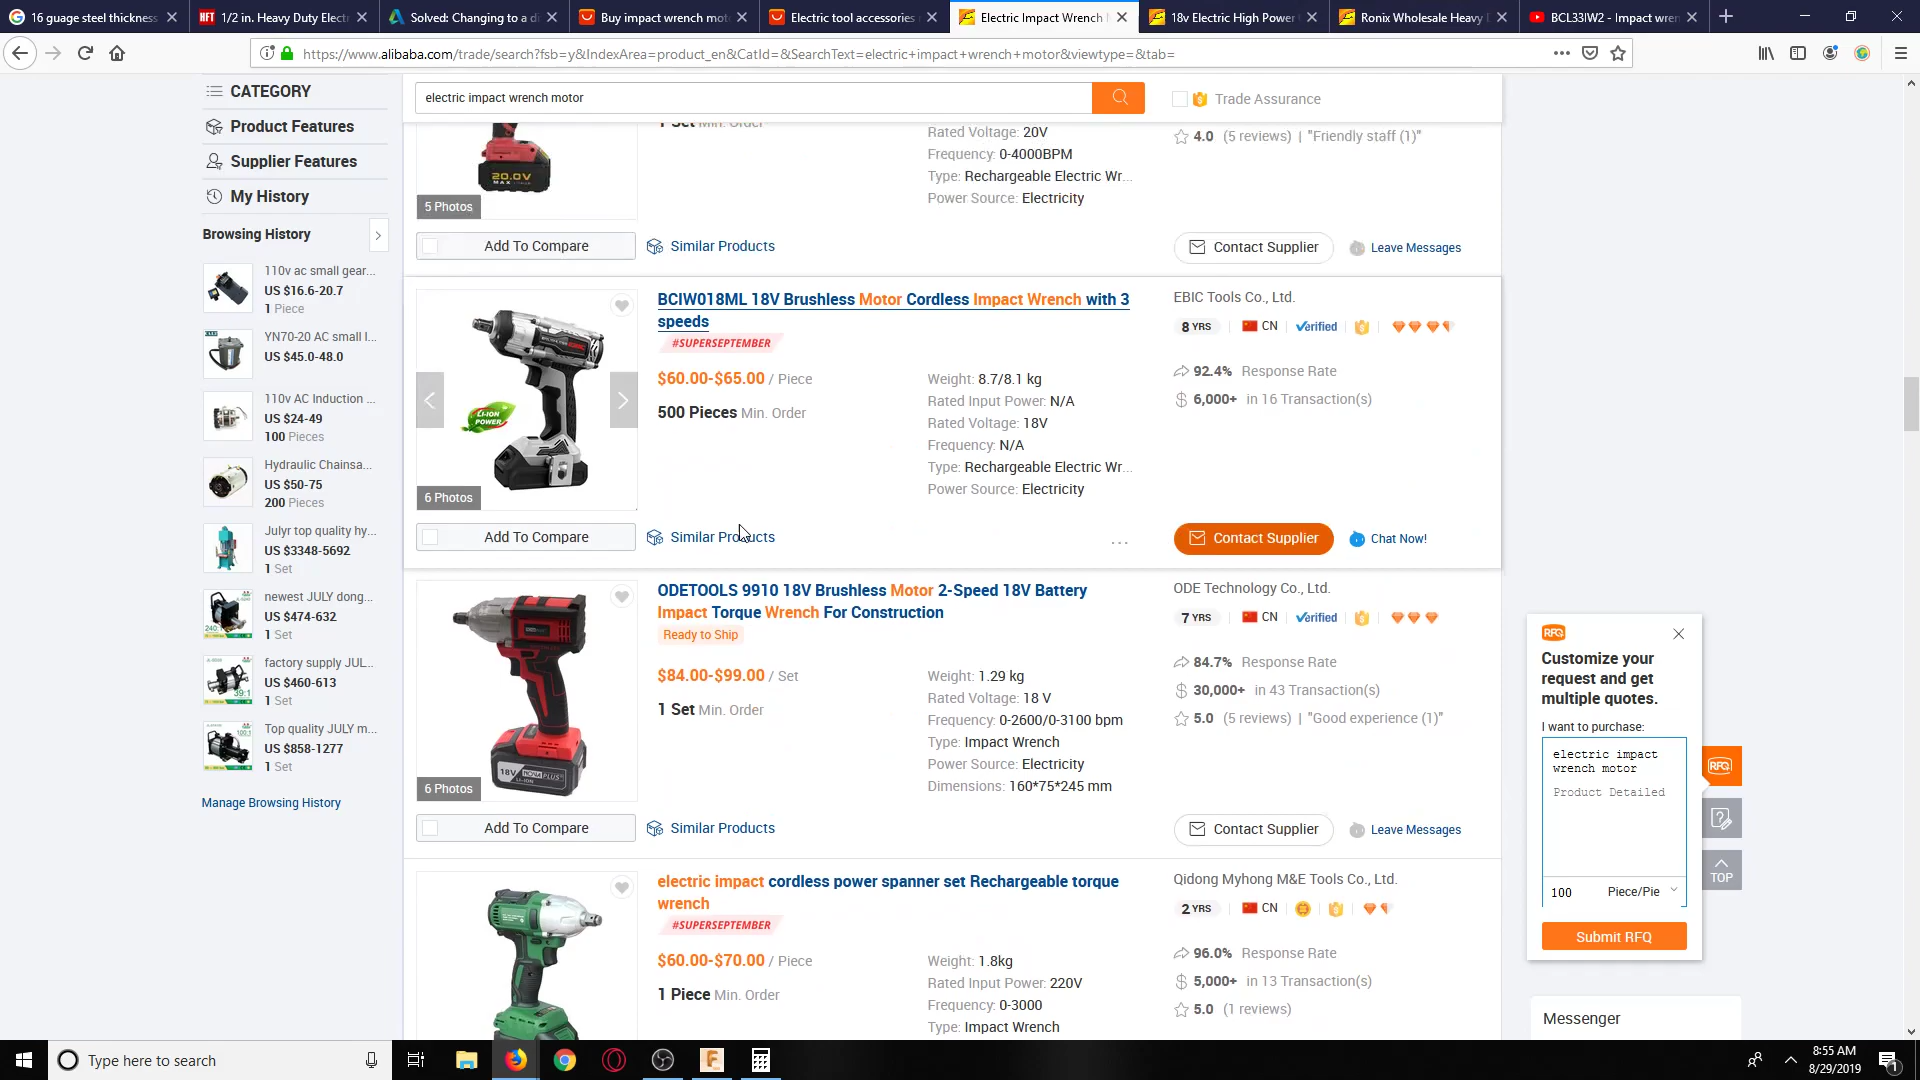 16 guage steel thickness
1/2 in. Heavy Duty Electr
Solved: Changing to a di
Buy impact wrench mot
Electric tool accessories
Electric Impact Wrench
18v Electric High Power
Ronix Wholesale Heavy
BCL33IW2 - Impact wren
https://www.alibaba.com/trade/search?fsb=y&IndexArea=product_en&CatId=&SearchText=electric+impact+wrench+motor&viewtype=&tab=
CATEGORY
Product Features
Supplier Features
My History
Browsing History
110v ac small gear...
US $16.6-20.7
1 Piece
YN70-20 AC small I...
US $45.0-48.0
110v AC Induction ...
US $24-49
100 Pieces
Hydraulic Chainsa...
US $50-75
200 Pieces
Julyr top quality hy...
US $3348-5692
1 Set
newest JULY dong...
US $474-632
1 Set
factory supply JUL...
US $460-613
1 Set
Top quality JULY m...
US $858-1277
1 Set
Manage Browsing History
electric impact wrench motor
Trade Assurance
1 Set Min. Order
Rated Voltage: 20V
Frequency: 0-4000BPM
Type: Rechargeable Electric Wr...
Power Source: Electricity
4.0 (5 reviews) | "Friendly staff (1)"
20.0V
MAX
5 Photos
Add To Compare
Similar Products
Contact Supplier
Leave Messages
BCIW018ML 18V Brushless Motor Cordless Impact Wrench with 3
speeds
#SUPERSEPTEMBER
$60.00-$65.00 / Piece
500 Pieces Min. Order
Weight: 8.7/8.1 kg
Rated Input Power: N/A
Rated Voltage: 18V
Frequency: N/A
Type: Rechargeable Electric Wr...
Power Source: Electricity
EBIC Tools Co., Ltd.
8 YRS
CN
Verified
92.4% Response Rate
6,000+ in 16 Transaction(s)
LI-ION
POWER
6 Photos
Add To Compare
Similar Products
...
Contact Supplier
Chat Now!
ODETOOLS 9910 18V Brushless Motor 2-Speed 18V Battery
Impact Torque Wrench For Construction
Ready to Ship
$84.00-$99.00 / Set
1 Set Min. Order
Weight: 1.29 kg
Rated Voltage: 18 V
Frequency: 0-2600/0-3100 bpm
Type: Impact Wrench
Power Source: Electricity
Dimensions: 160*75*245 mm
ODE Technology Co., Ltd.
7 YRS
CN
Verified
84.7% Response Rate
30,000+ in 43 Transaction(s)
5.0 (5 reviews) | "Good experience (1)"
18V
6 Photos
Add To Compare
Similar Products
Contact Supplier
Leave Messages
electric impact cordless power spanner set Rechargeable torque
wrench
#SUPERSEPTEMBER
$60.00-$70.00 / Piece
1 Piece Min. Order
Weight: 1.8kg
Rated Input Power: 220V
Frequency: 0-3000
Type: Impact Wrench
Qidong Myhong M&E Tools Co., Ltd.
2 YRS
CN
96.0% Response Rate
5,000+ in 13 Transaction(s)
5.0 (1 reviews)
RFQ
Customize your
request and get
multiple quotes.
I want to purchase:
electric impact
wrench motor
Product Detailed
100
Piece/Pie
Submit RFQ
RFQ
TOP
Messenger
Type here to search
8:55 AM
8/29/2019
1